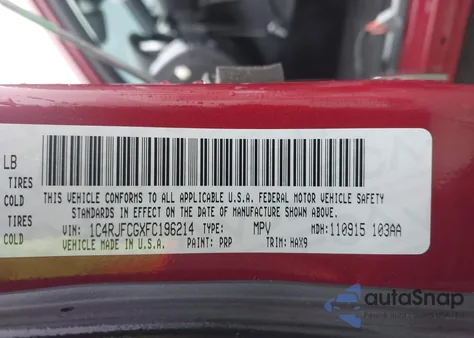 LB
TIRES
COLD THIS VEHICLE CONFORMS TO ALL APPLICABLE U.S.A. FEDERAL MOTOR VEHICLE SAFETY
TIRES STANDARDS IN EFFECT ON THE DATE OF MANUFACTURE SHOWN ABOVE.
COLD VIN: 1C4RJFCGXFC196214 TYPE: MPV MDH: 110915 103AA
VEHICLE MADE IN U.S.A. PAINT: PRP TRIM: HAX9
autoSnap